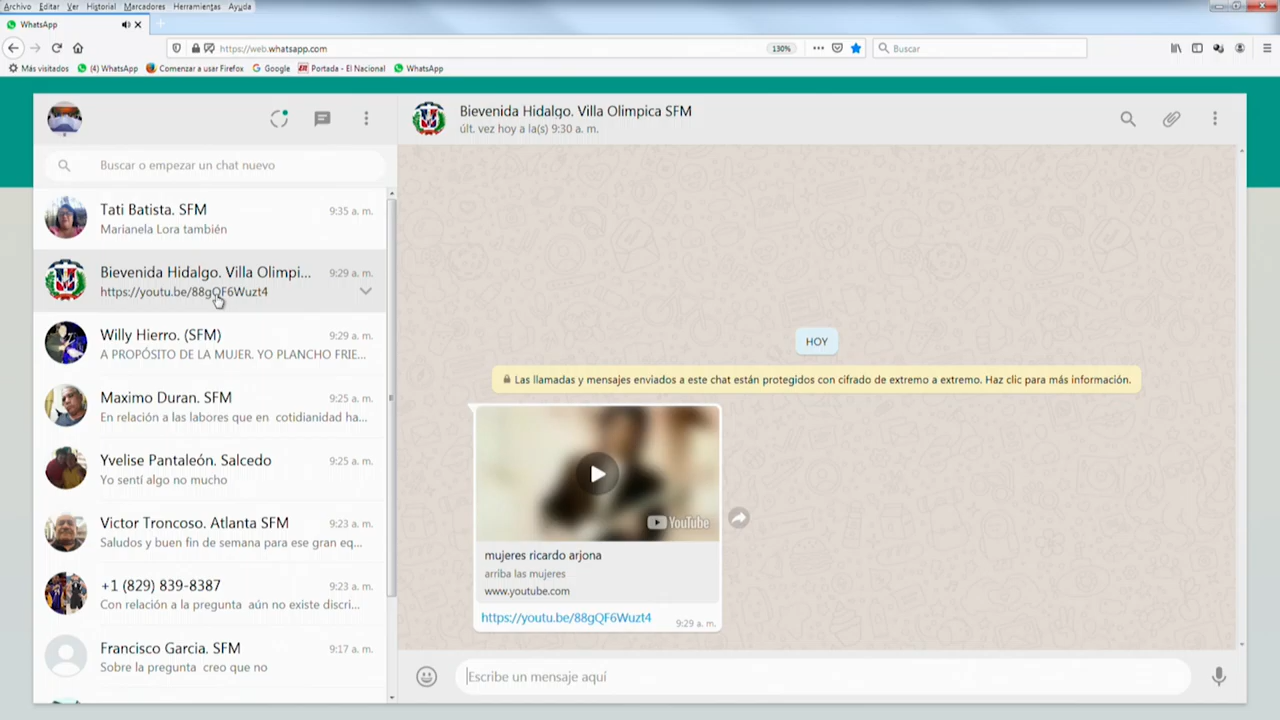 Archivo Editar Ver Historial Marcadores Herramientas Ayuda
WhatsApp
https://web.whatsapp.com
130%
Buscar
Más visitados (4) WhatsApp Comenzar a usar Firefox Google Portada - El Nacional WhatsApp
Buscar o empezar un chat nuevo
Tati Batista. SFM 9:35 a. m.
Marianela Lora también
Bievenida Hidalgo. Villa Olimpi... 9:29 a. m.
https://youtu.be/88gQF6Wuzt4
Willy Hierro. (SFM) 9:29 a. m.
A PROPÓSITO DE LA MUJER. YO PLANCHO FRIE...
Maximo Duran. SFM 9:25 a. m.
En relación a las labores que en cotidianidad ha...
Yvelise Pantaleón. Salcedo 9:25 a. m.
Yo sentí algo no mucho
Victor Troncoso. Atlanta SFM 9:23 a. m.
Saludos y buen fin de semana para ese gran eq...
+1 (829) 839-8387 9:23 a. m.
Con relación a la pregunta aún no existe discri...
Francisco Garcia. SFM 9:17 a. m.
Sobre la pregunta creo que no
Bievenida Hidalgo. Villa Olimpica SFM
últ. vez hoy a la(s) 9:30 a. m.
HOY
Las llamadas y mensajes enviados a este chat están protegidos con cifrado de extremo a extremo. Haz clic para más información.
YouTube
mujeres ricardo arjona
arriba las mujeres
www.youtube.com
https://youtu.be/88gQF6Wuzt4
9:29 a. m.
Escribe un mensaje aquí